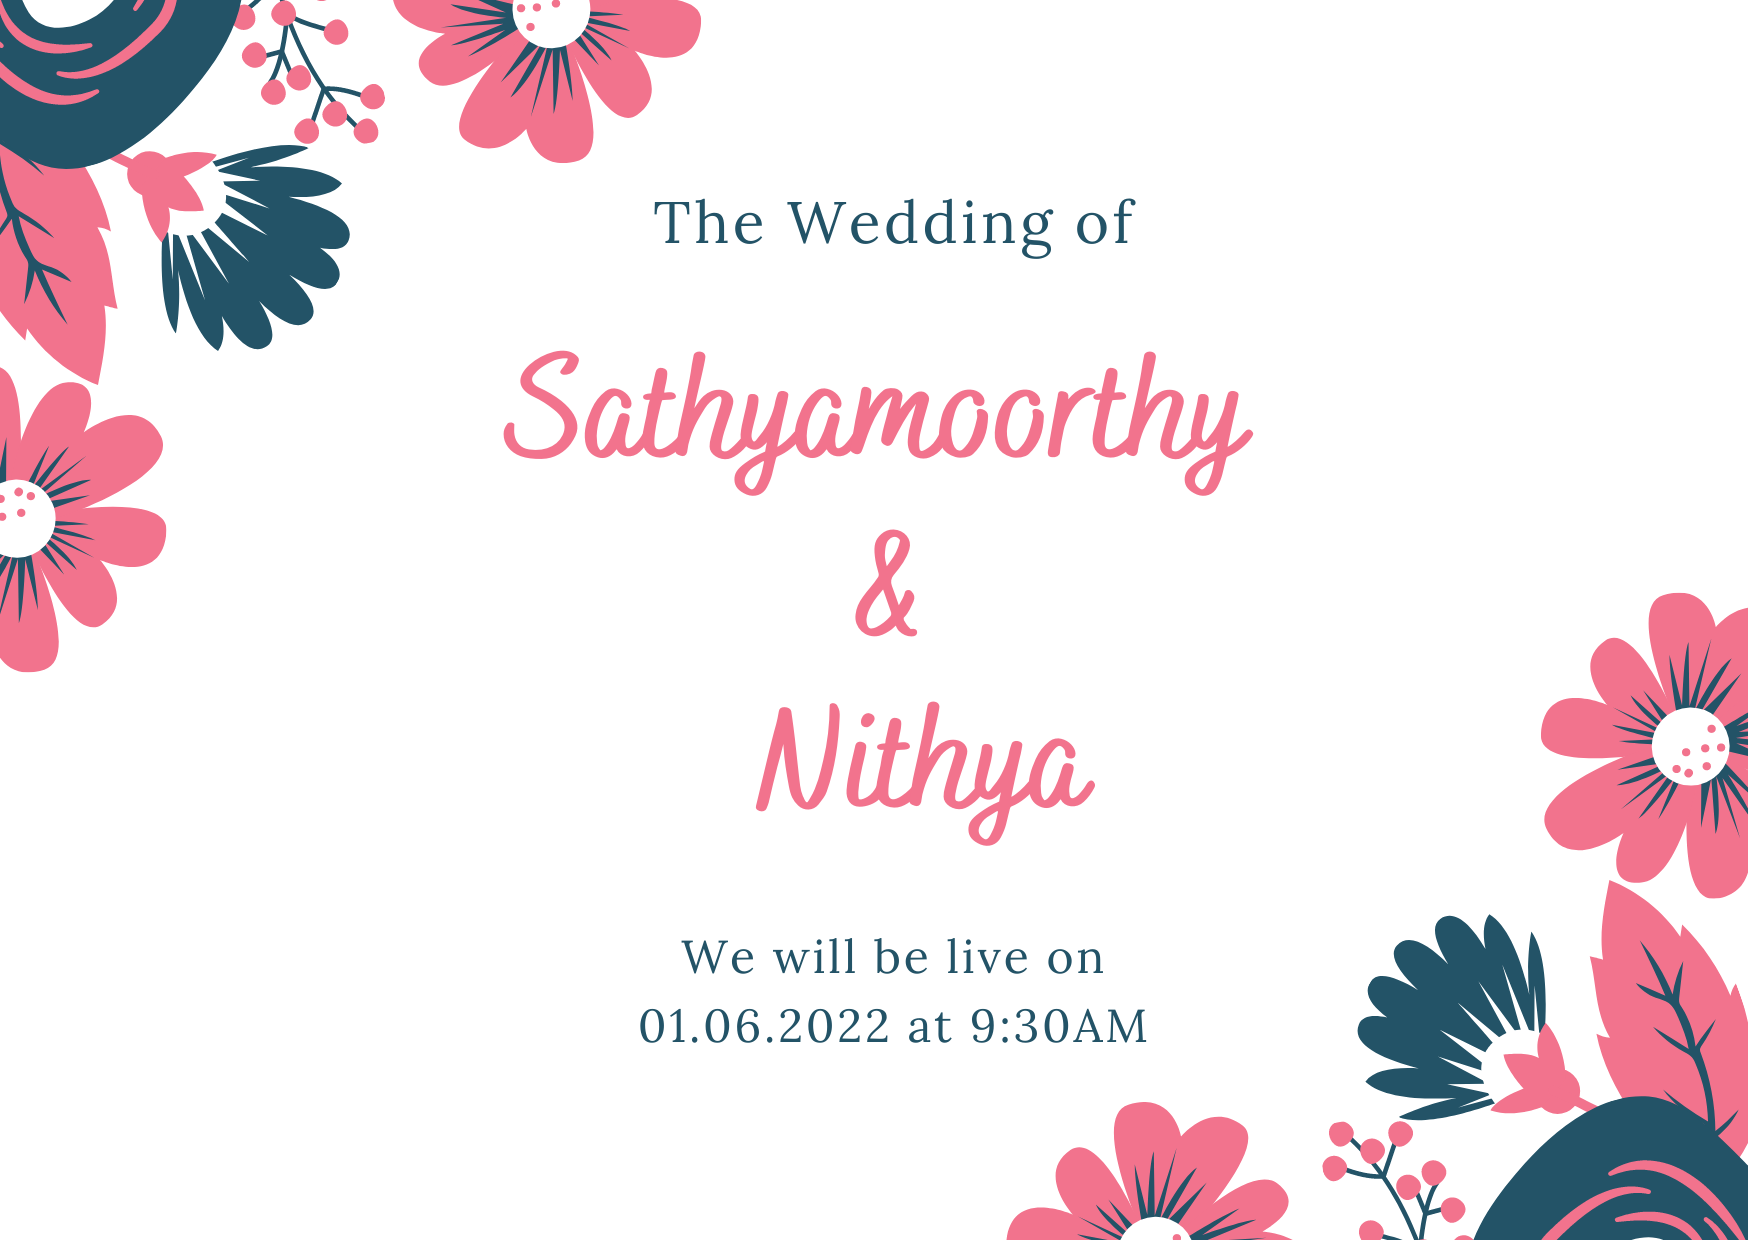 The Wedding of
Sathyamoorthy
&
Nithya
We will be live on
01.06.2022 at 9:30AM